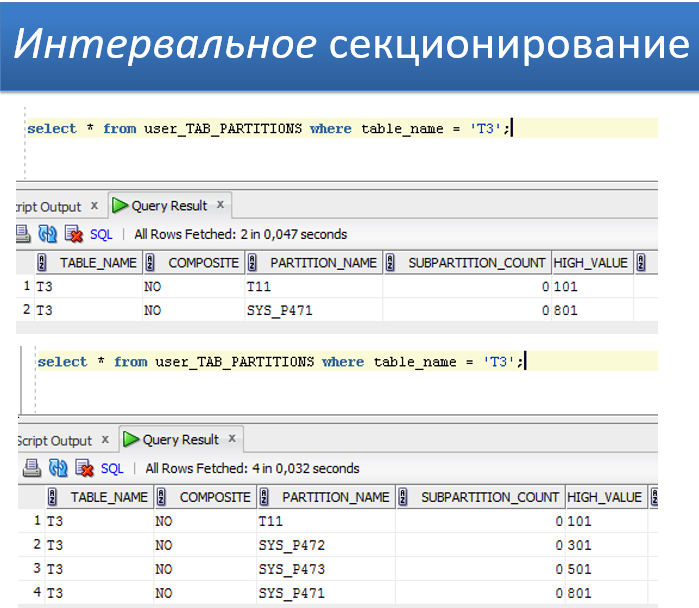 Интервальное секционирование
select * from user_TAB_PARTITIONS where table_name = 'T3';
ript Output x Query Result x
SQL | All Rows Fetched: 2 in 0,047 seconds
TABLE_NAME COMPOSITE PARTITION_NAME SUBPARTITION_COUNT HIGH_VALUE
1 T3 NO T11 0 101
2 T3 NO SYS_P471 0 801
select * from user_TAB_PARTITIONS where table_name = 'T3';
Script Output x Query Result x
SQL | All Rows Fetched: 4 in 0,032 seconds
TABLE_NAME COMPOSITE PARTITION_NAME SUBPARTITION_COUNT HIGH_VALUE
1 T3 NO T11 0 101
2 T3 NO SYS_P472 0 301
3 T3 NO SYS_P473 0 501
4 T3 NO SYS_P471 0 801